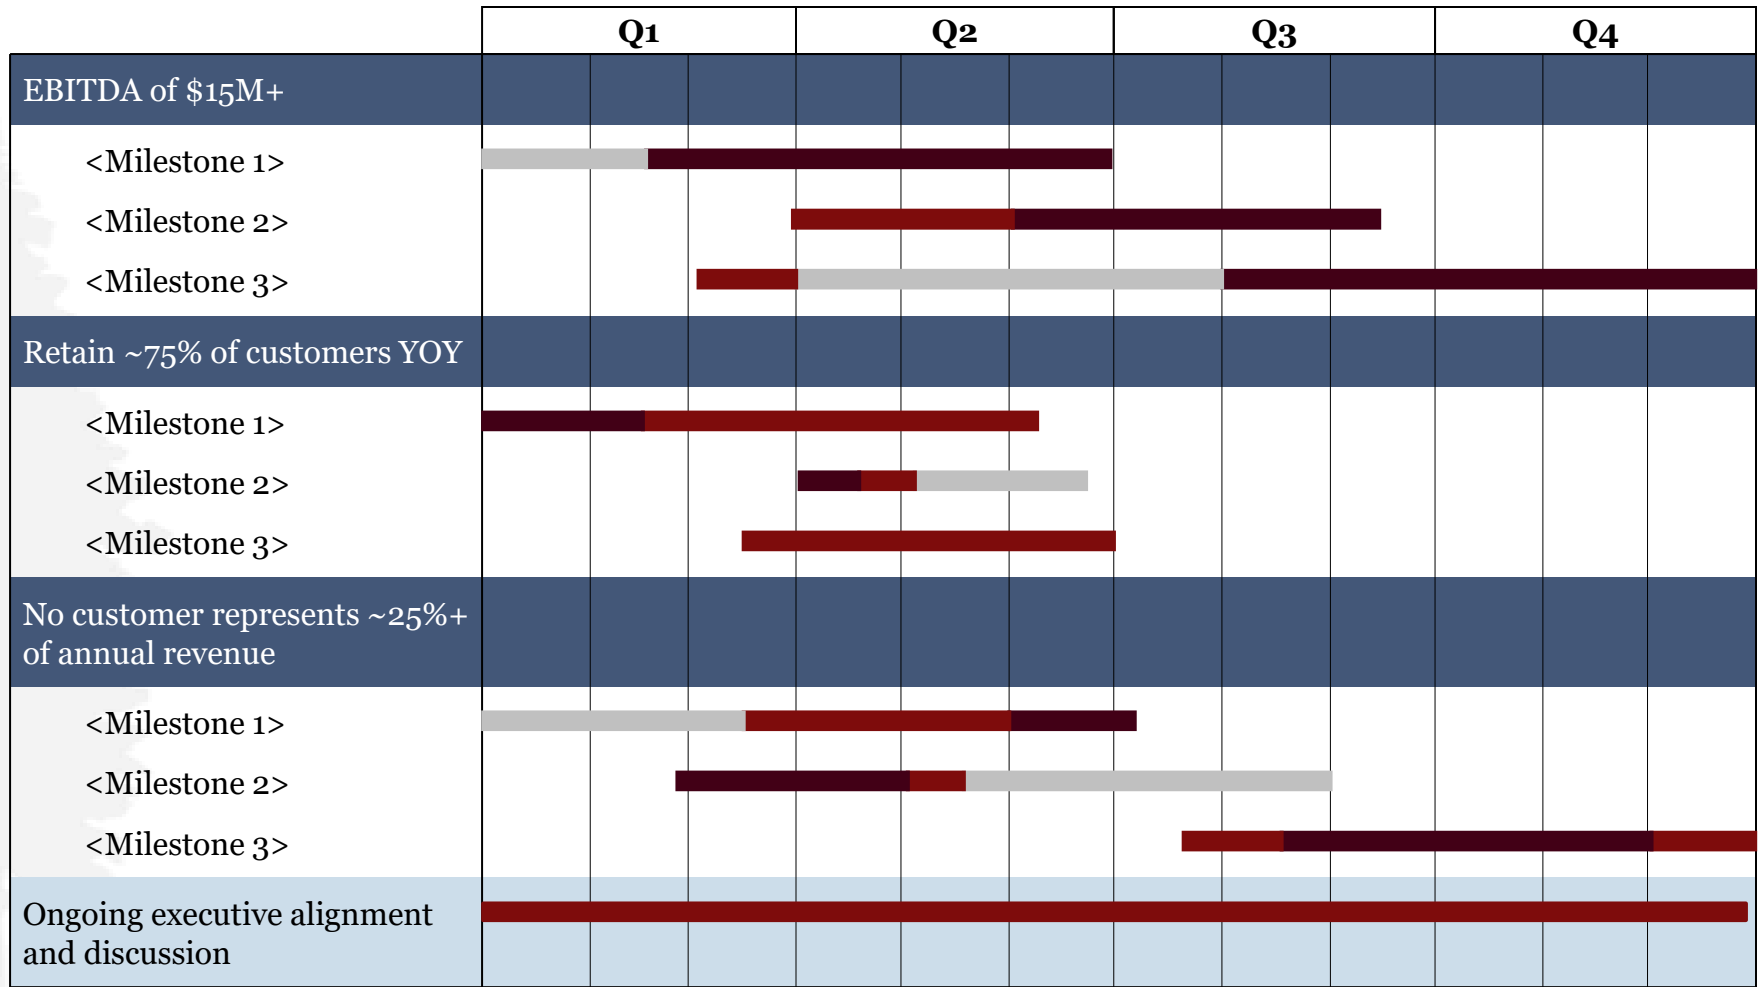 Q1 Q2 Q3 Q4
EBITDA of $15M+
<Milestone 1>
<Milestone 2>
<Milestone 3>
Retain ~75% of customers YOY
<Milestone 1>
<Milestone 2>
<Milestone 3>
No customer represents ~25%+
of annual revenue
<Milestone 1>
<Milestone 2>
<Milestone 3>
Ongoing executive alignment
and discussion